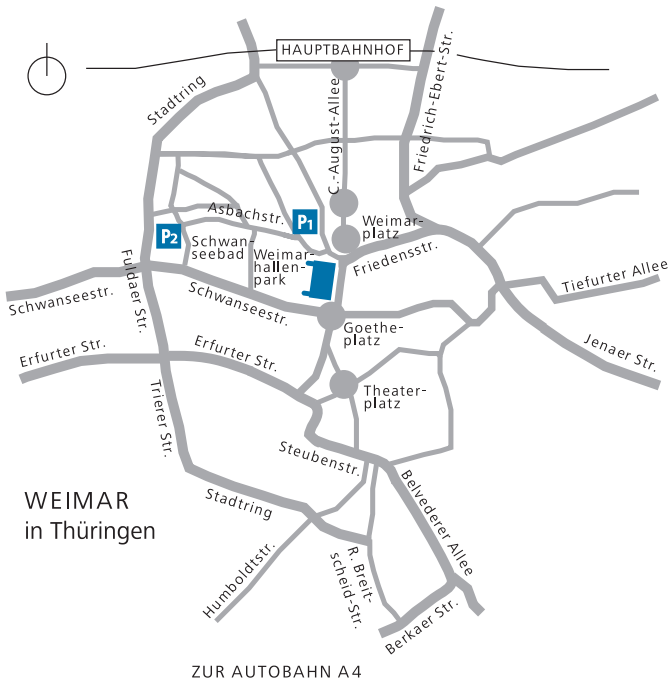 HAUPTBAHNHOF
Stadtring
C.-August-Allee
Friedrich-Ebert-Str.
Asbachstr.
P1
P2
Schwan-
seebad
Weimar-
hallen-
park
Weimar-
platz
Friedensstr.
Fuldaer Str.
Schwanseestr.
Schwanseestr.
Tiefurter Allee
Jenaer Str.
Goethe-
platz
Erfurter Str.
Erfurter Str.
Theater-
platz
Trierer Str.
Steubenstr.
Stadtring
Belvederer Allee
WEIMAR
in Thüringen
Humboldtstr.
R. Breit-
scheid-Str.
Berkaer Str.
ZUR AUTOBAHN A4